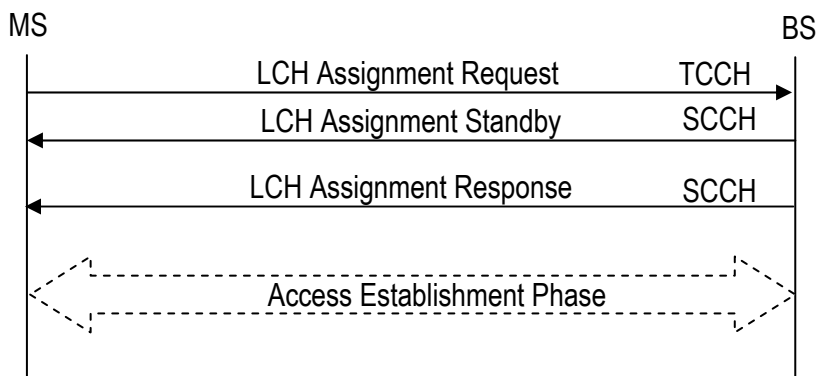 MS BS
LCH Assignment Request TCCH
LCH Assignment Standby SCCH
LCH Assignment Response SCCH
Access Establishment Phase